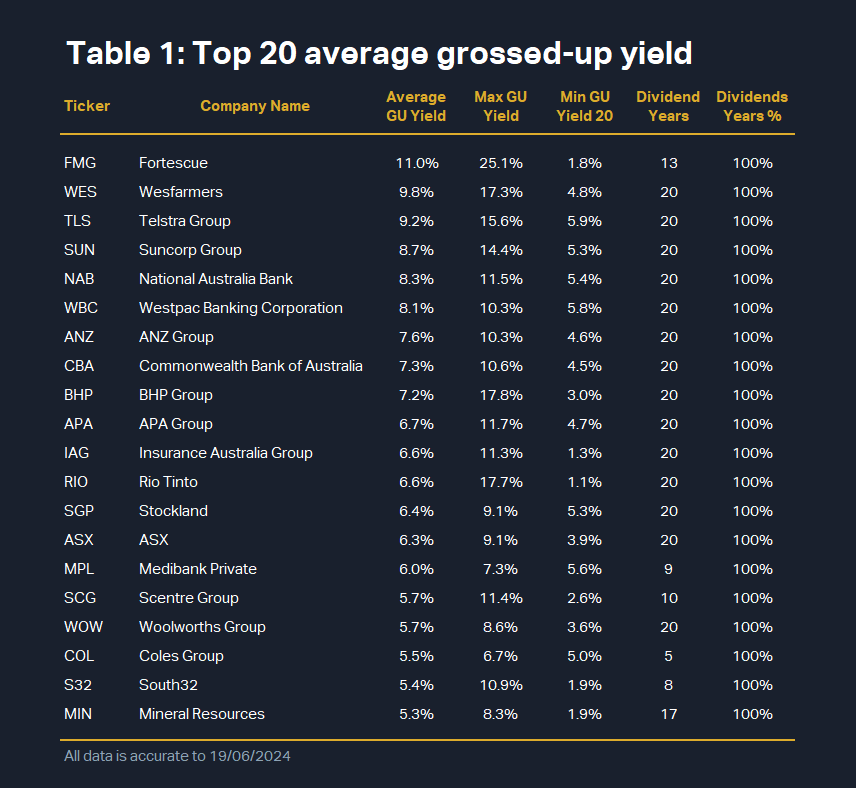 Table 1: Top 20 average grossed-up yield
Ticker Company Name Average GU Yield Max GU Yield Min GU Yield 20 Dividend Years Dividends Years %
FMG Fortescue 11.0% 25.1% 1.8% 13 100%
WES Wesfarmers 9.8% 17.3% 4.8% 20 100%
TLS Telstra Group 9.2% 15.6% 5.9% 20 100%
SUN Suncorp Group 8.7% 14.4% 5.3% 20 100%
NAB National Australia Bank 8.3% 11.5% 5.4% 20 100%
WBC Westpac Banking Corporation 8.1% 10.3% 5.8% 20 100%
ANZ ANZ Group 7.6% 10.3% 4.6% 20 100%
CBA Commonwealth Bank of Australia 7.3% 10.6% 4.5% 20 100%
BHP BHP Group 7.2% 17.8% 3.0% 20 100%
APA APA Group 6.7% 11.7% 4.7% 20 100%
IAG Insurance Australia Group 6.6% 11.3% 1.3% 20 100%
RIO Rio Tinto 6.6% 17.7% 1.1% 20 100%
SGP Stockland 6.4% 9.1% 5.3% 20 100%
ASX ASX 6.3% 9.1% 3.9% 20 100%
MPL Medibank Private 6.0% 7.3% 5.6% 9 100%
SCG Scentre Group 5.7% 11.4% 2.6% 10 100%
WOW Woolworths Group 5.7% 8.6% 3.6% 20 100%
COL Coles Group 5.5% 6.7% 5.0% 5 100%
S32 South32 5.4% 10.9% 1.9% 8 100%
MIN Mineral Resources 5.3% 8.3% 1.9% 17 100%
All data is accurate to 19/06/2024